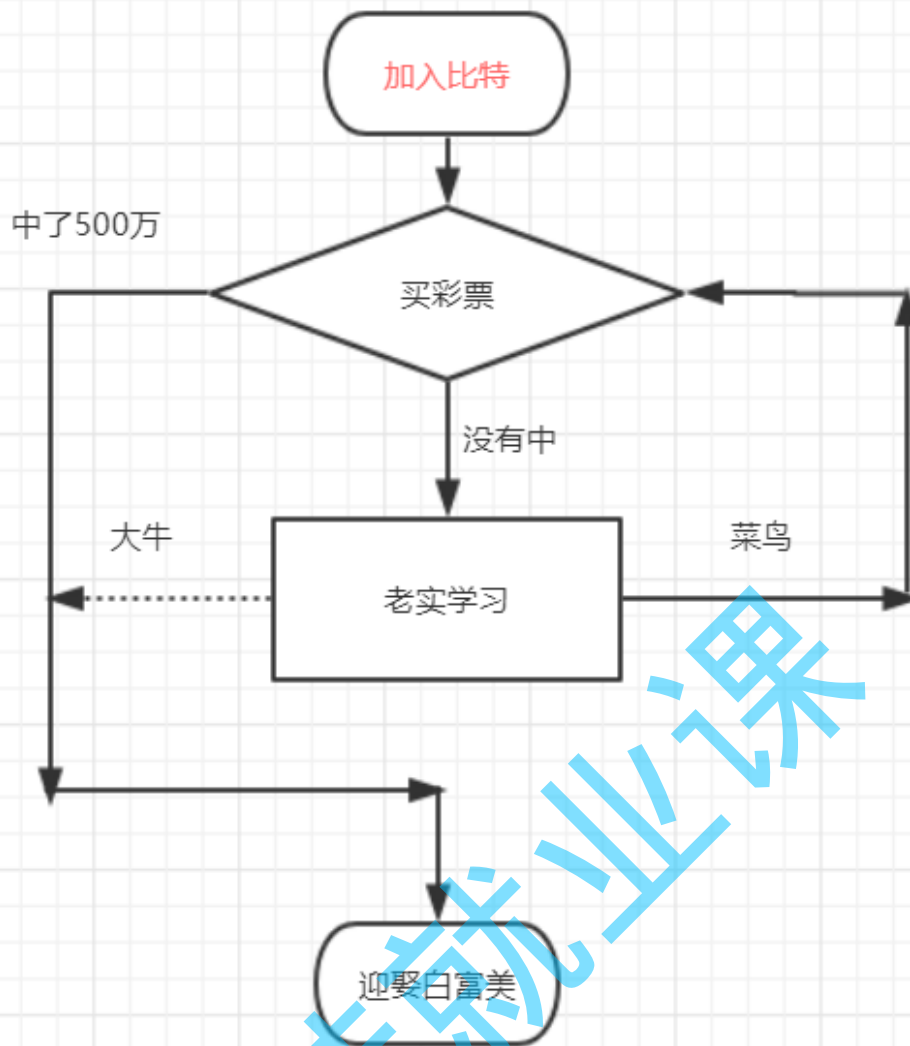 加入比特
中了500万
买彩票
没有中
大牛
菜鸟
老实学习
迎娶白富美
就业课